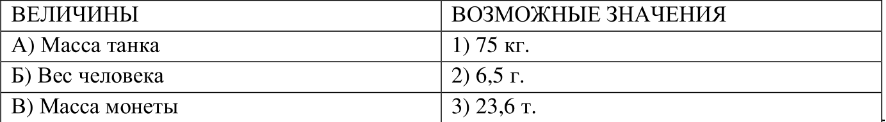 ВЕЛИЧИНЫ ВОЗМОЖНЫЕ ЗНАЧЕНИЯ
А) Масса танка 1) 75 кг.
Б) Вес человека 2) 6,5 г.
В) Масса монеты 3) 23,6 т.